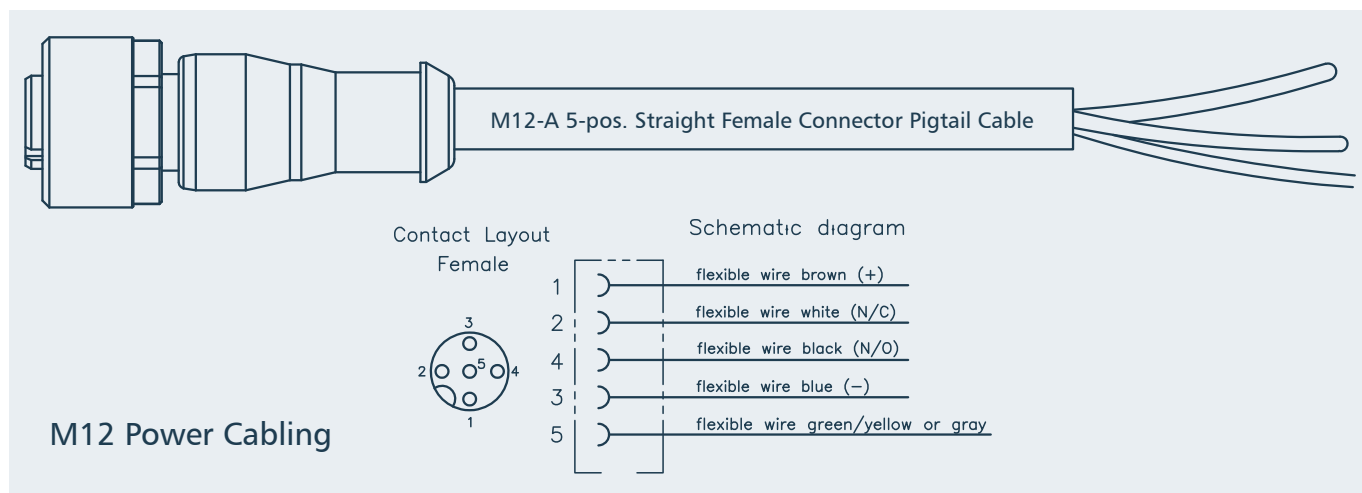 M12-A 5-pos. Straight Female Connector Pigtail Cable
Contact Layout
Female
3
2
5
4
1
Schematic diagram
1 flexible wire brown (+)
2 flexible wire white (N/C)
4 flexible wire black (N/O)
3 flexible wire blue (−)
5 flexible wire green/yellow or gray
M12 Power Cabling